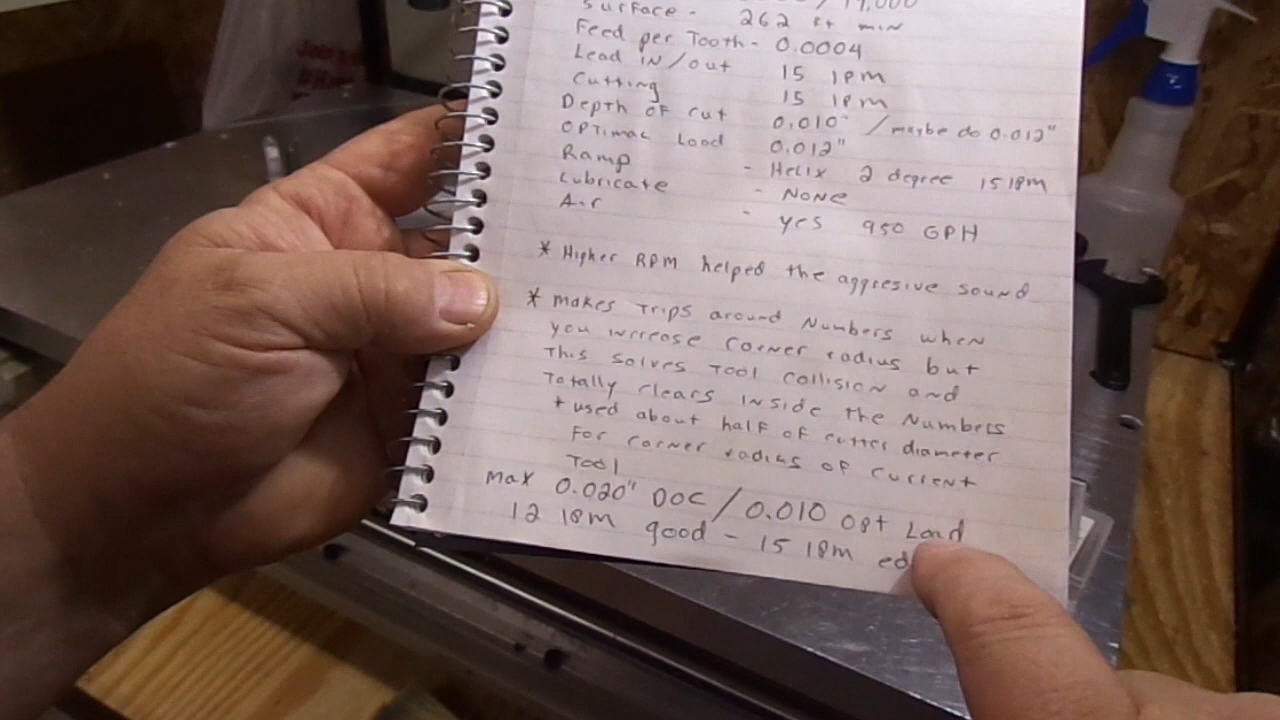 Surface - 262 ft min
Feed per Tooth - 0.0004
Lead IN/out 15 IPM
Cutting 15 IPM
Depth of cut 0.010" / maybe do 0.012"
OPTIMAL Load 0.012"
Ramp - Helix 2 degree 15 IPM
Lubricate - NONE
Air - yes 950 GPH
* Higher RPM helped the aggresive sound
* Makes Trips around Numbers when
you increase corner radius but
This solves Tool collision and
Totally clears inside the Numbers
+ used about half of cutter diameter
For corner radius of current
Tool
Max 0.020" DOC / 0.010 opt Load
12 IPM good - 15 IPM